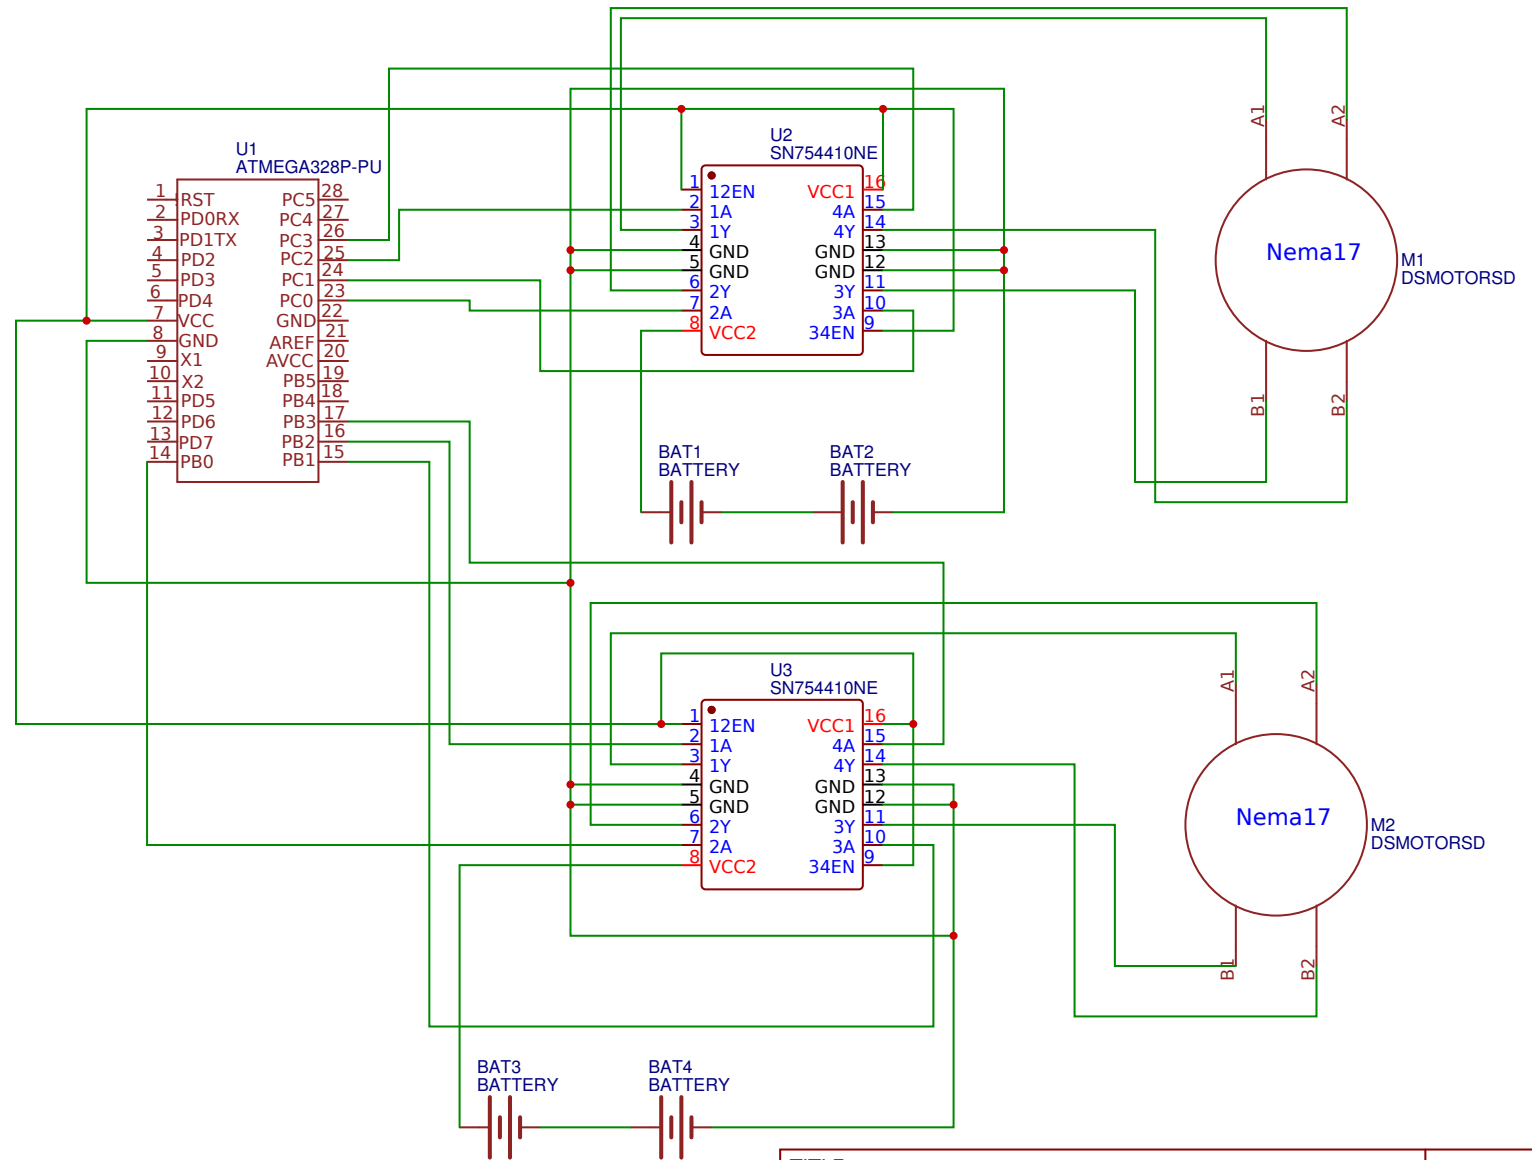 U1
ATMEGA328P-PU
1
RST
2
PD0RX
3
PD1TX
4
PD2
5
PD3
6
PD4
7
VCC
8
GND
9
X1
10
X2
11
PD5
12
PD6
13
PD7
14
PB0
PC5
28
PC4
27
PC3
26
PC2
25
PC1
24
PC0
23
GND
22
AREF
21
AVCC
20
PB5
19
PB4
18
PB3
17
PB2
16
PB1
15
U2
SN754410NE
1
12EN
2
1A
3
1Y
4
GND
5
GND
6
2Y
7
2A
8
VCC2
VCC1
16
4A
15
4Y
14
GND
13
GND
12
3Y
11
3A
10
34EN
9
A1
A2
Nema17
M1
DSMOTORSD
B1
B2
BAT1
BATTERY
BAT2
BATTERY
U3
SN754410NE
1
12EN
2
1A
3
1Y
4
GND
5
GND
6
2Y
7
2A
8
VCC2
VCC1
16
4A
15
4Y
14
GND
13
GND
12
3Y
11
3A
10
34EN
9
A1
A2
Nema17
M2
DSMOTORSD
B1
B2
BAT3
BATTERY
BAT4
BATTERY